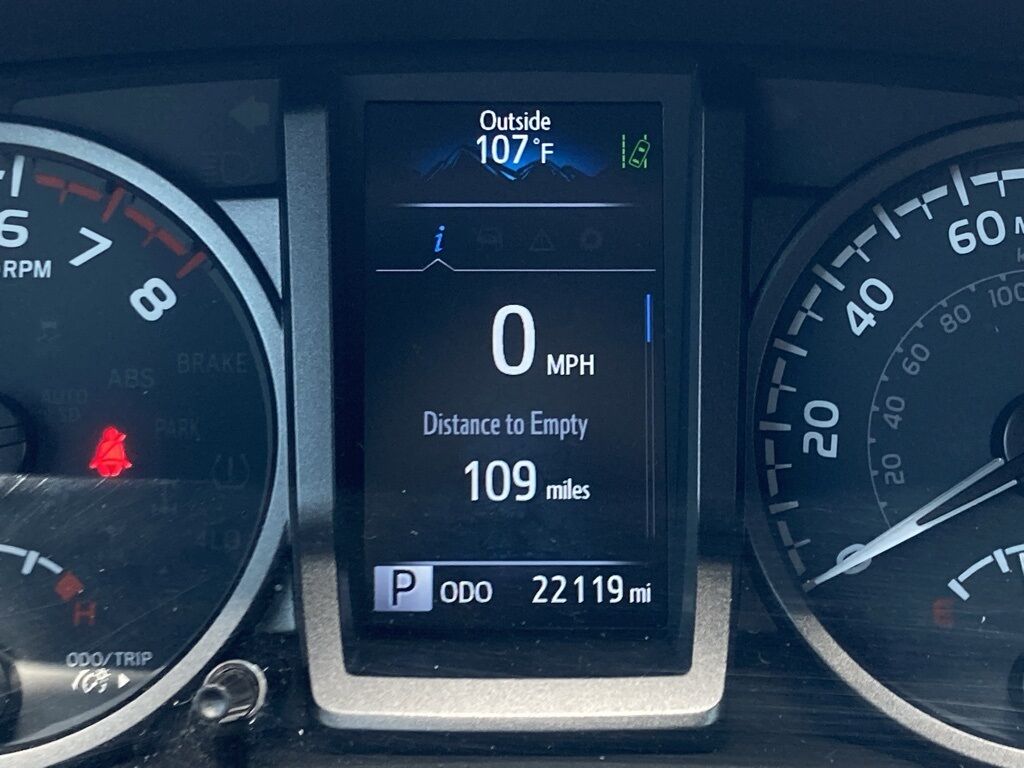 Outside
107°F
i
0 MPH
Distance to Empty
109 miles
P ODO 22119 mi
6
7
8
RPM
BRAKE
ABS
PARK
H
ODO/TRIP
0
20
40
60
20
40
60
80
100
E